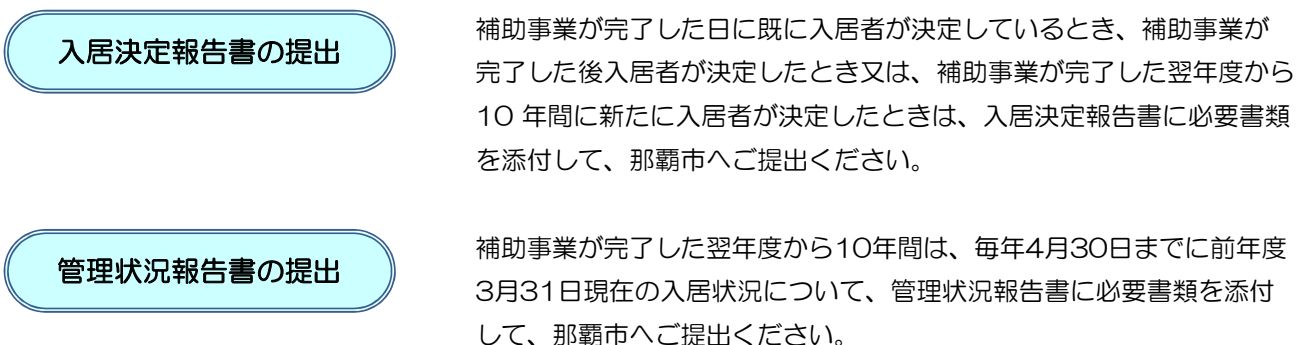 入居決定報告書の提出
補助事業が完了した日に既に入居者が決定しているとき、補助事業が
完了した後入居者が決定したとき又は、補助事業が完了した翌年度から
10 年間に新たに入居者が決定したときは、入居決定報告書に必要書類
を添付して、那覇市へご提出ください。
管理状況報告書の提出
補助事業が完了した翌年度から10年間は、毎年4月30日までに前年度
3月31日現在の入居状況について、管理状況報告書に必要書類を添付
して、那覇市へご提出ください。